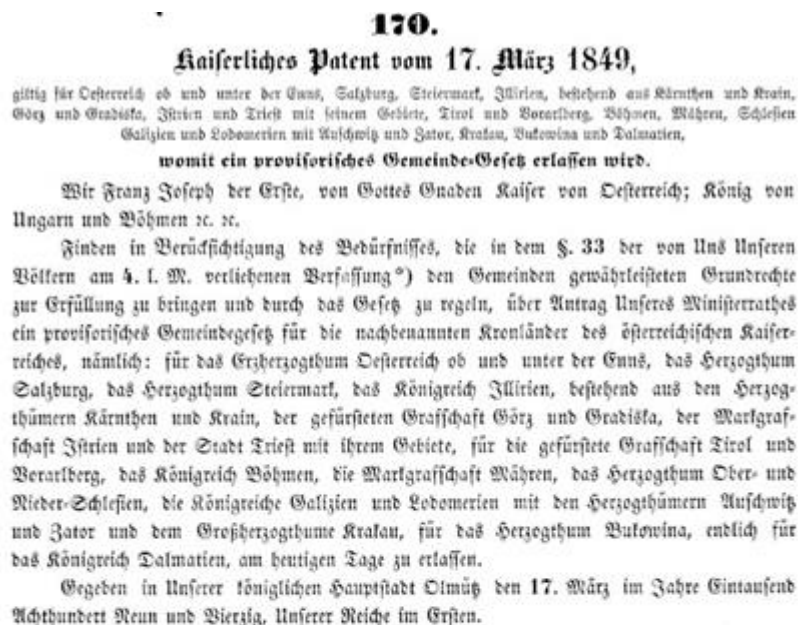 170.
Kaiserliches Patent vom 17. März 1849,
giltig für Oesterreich ob und unter der Enns, Salzburg, Steiermark, Illirien, bestehend aus Kärnthen und Krain,
Görz und Gradiska, Istrien und Triest mit seinem Gebiete, Tirol und Vorarlberg, Böhmen, Mähren, Schlesien
Galizien und Lodomerien mit Auschwitz und Zator, Krakau, Bukowina und Dalmatien,
womit ein provisorisches Gemeinde-Gesetz erlassen wird.
Wir Franz Joseph der Erste, von Gottes Gnaden Kaiser von Oesterreich; König von
Ungarn und Böhmen ꝛc. ꝛc.
Finden in Berücksichtigung des Bedürfnisses, die in dem §. 33 der von Uns Unseren
Völkern am 4. l. M. verliehenen Verfassung*) den Gemeinden gewährleisteten Grundrechte
zur Erfüllung zu bringen und durch das Gesetz zu regeln, über Antrag Unseres Ministerrathes
ein provisorisches Gemeindegesetz für die nachbenannten Kronländer des österreichischen Kaiser-
reiches, nämlich: für das Erzherzogthum Oesterreich ob und unter der Enns, das Herzogthum
Salzburg, das Herzogthum Steiermark, das Königreich Illirien, bestehend aus den Herzog-
thümern Kärnthen und Krain, der gefürsteten Grafschaft Görz und Gradiska, der Markgraf-
schaft Istrien und der Stadt Triest mit ihrem Gebiete, für die gefürstete Grafschaft Tirol und
Vorarlberg, das Königreich Böhmen, die Markgrafschaft Mähren, das Herzogthum Ober- und
Nieder-Schlesien, die Königreiche Galizien und Lodomerien mit den Herzogthümern Auschwitz
und Zator und dem Großherzogthume Krakau, für das Herzogthum Bukowina, endlich für
das Königreich Dalmatien, am heutigen Tage zu erlassen.
Gegeben in Unserer königlichen Hauptstadt Olmütz den 17. März im Jahre Eintausend
Achthundert Neun und Vierzig, Unserer Reiche im Ersten.